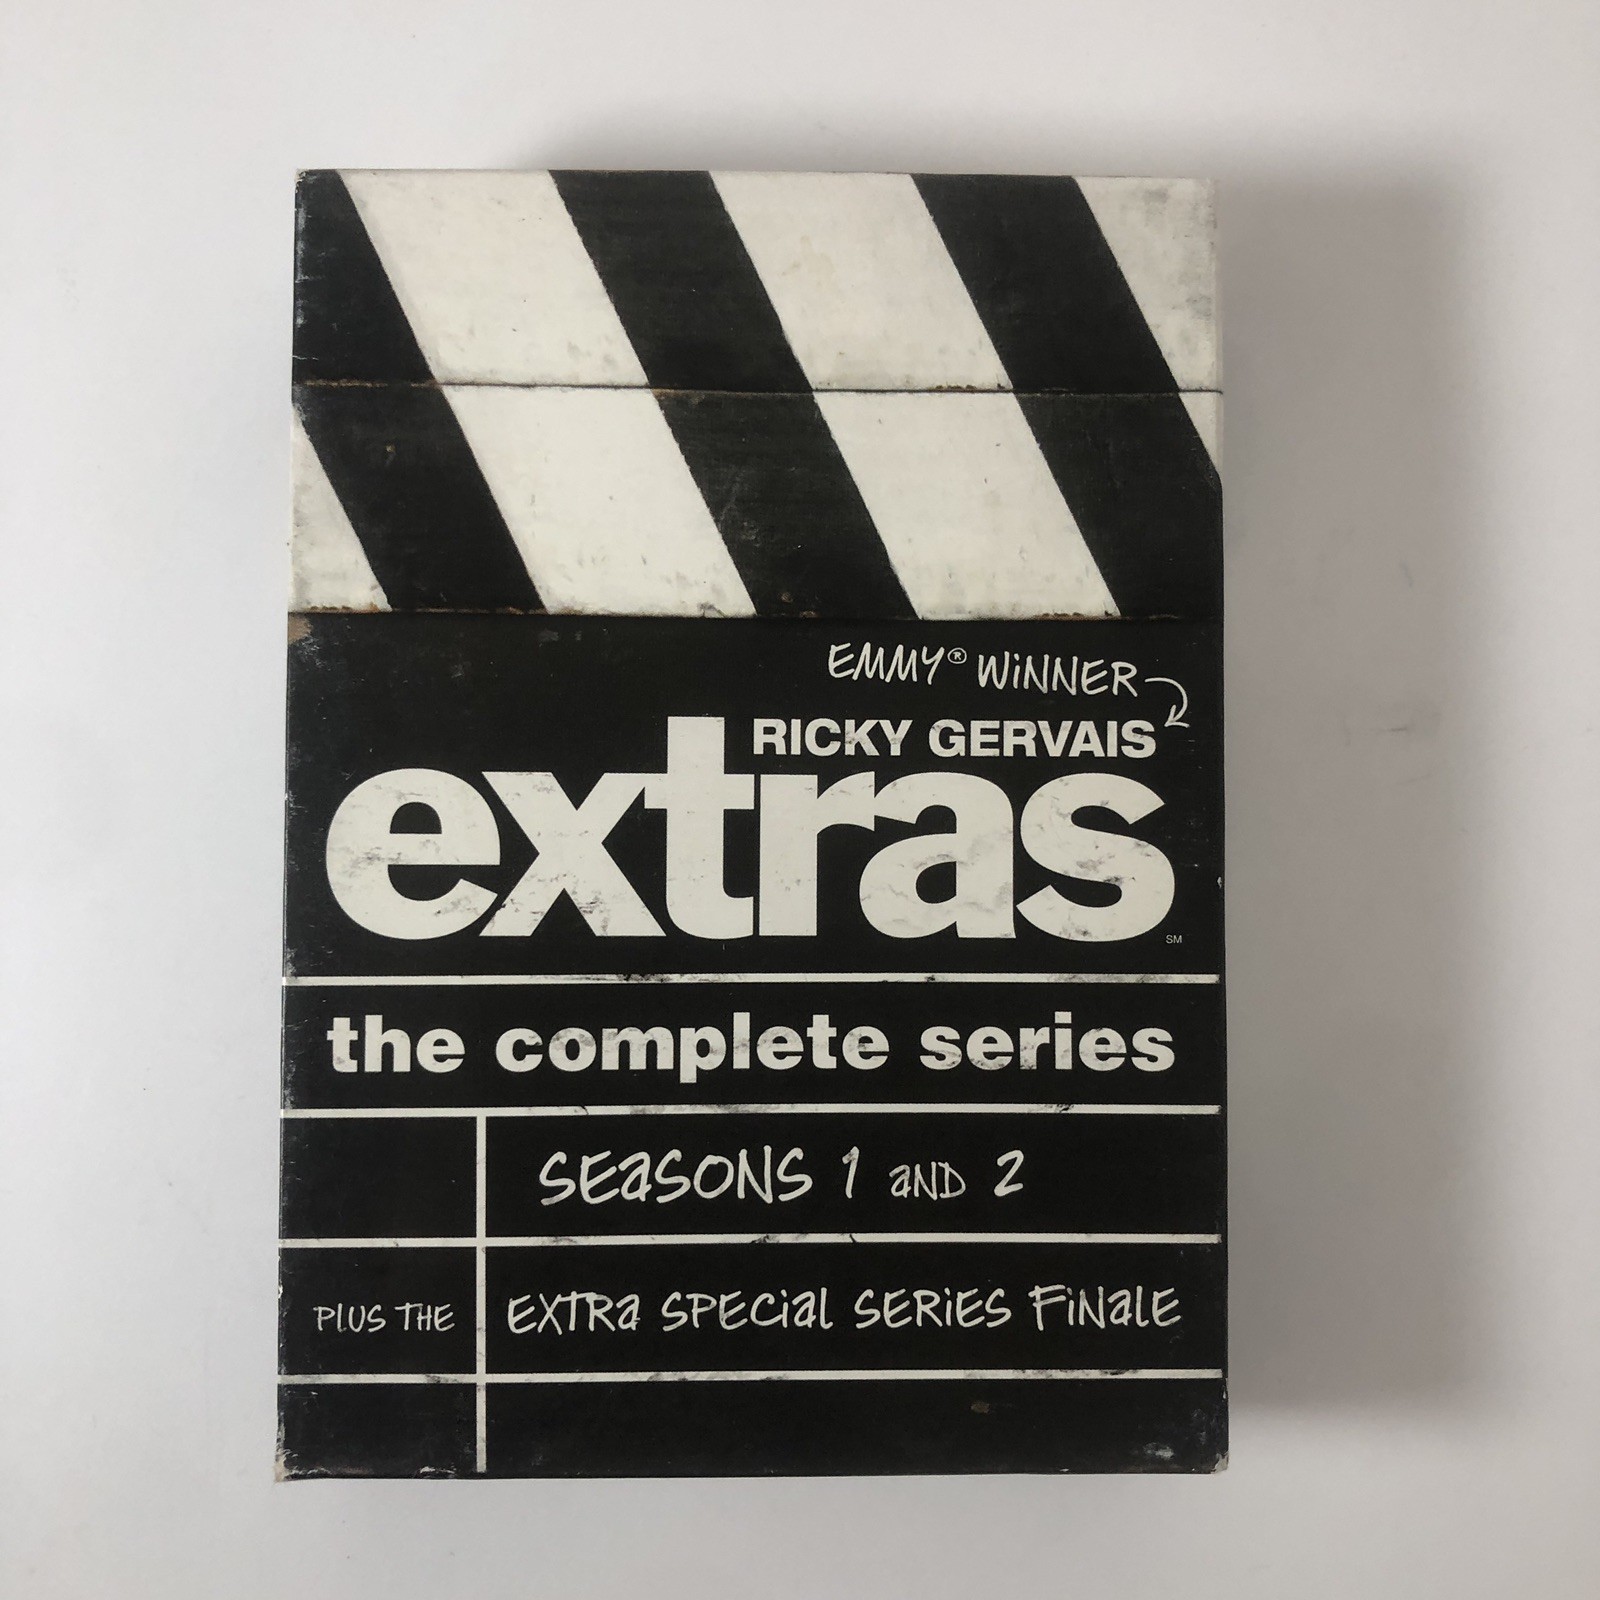 EMMY® WINNER
RICKY GERVAIS
extras
SM
the complete series
SEASONS 1 AND 2
PLUS THE EXTRA SPECIAL SERIES FINALE